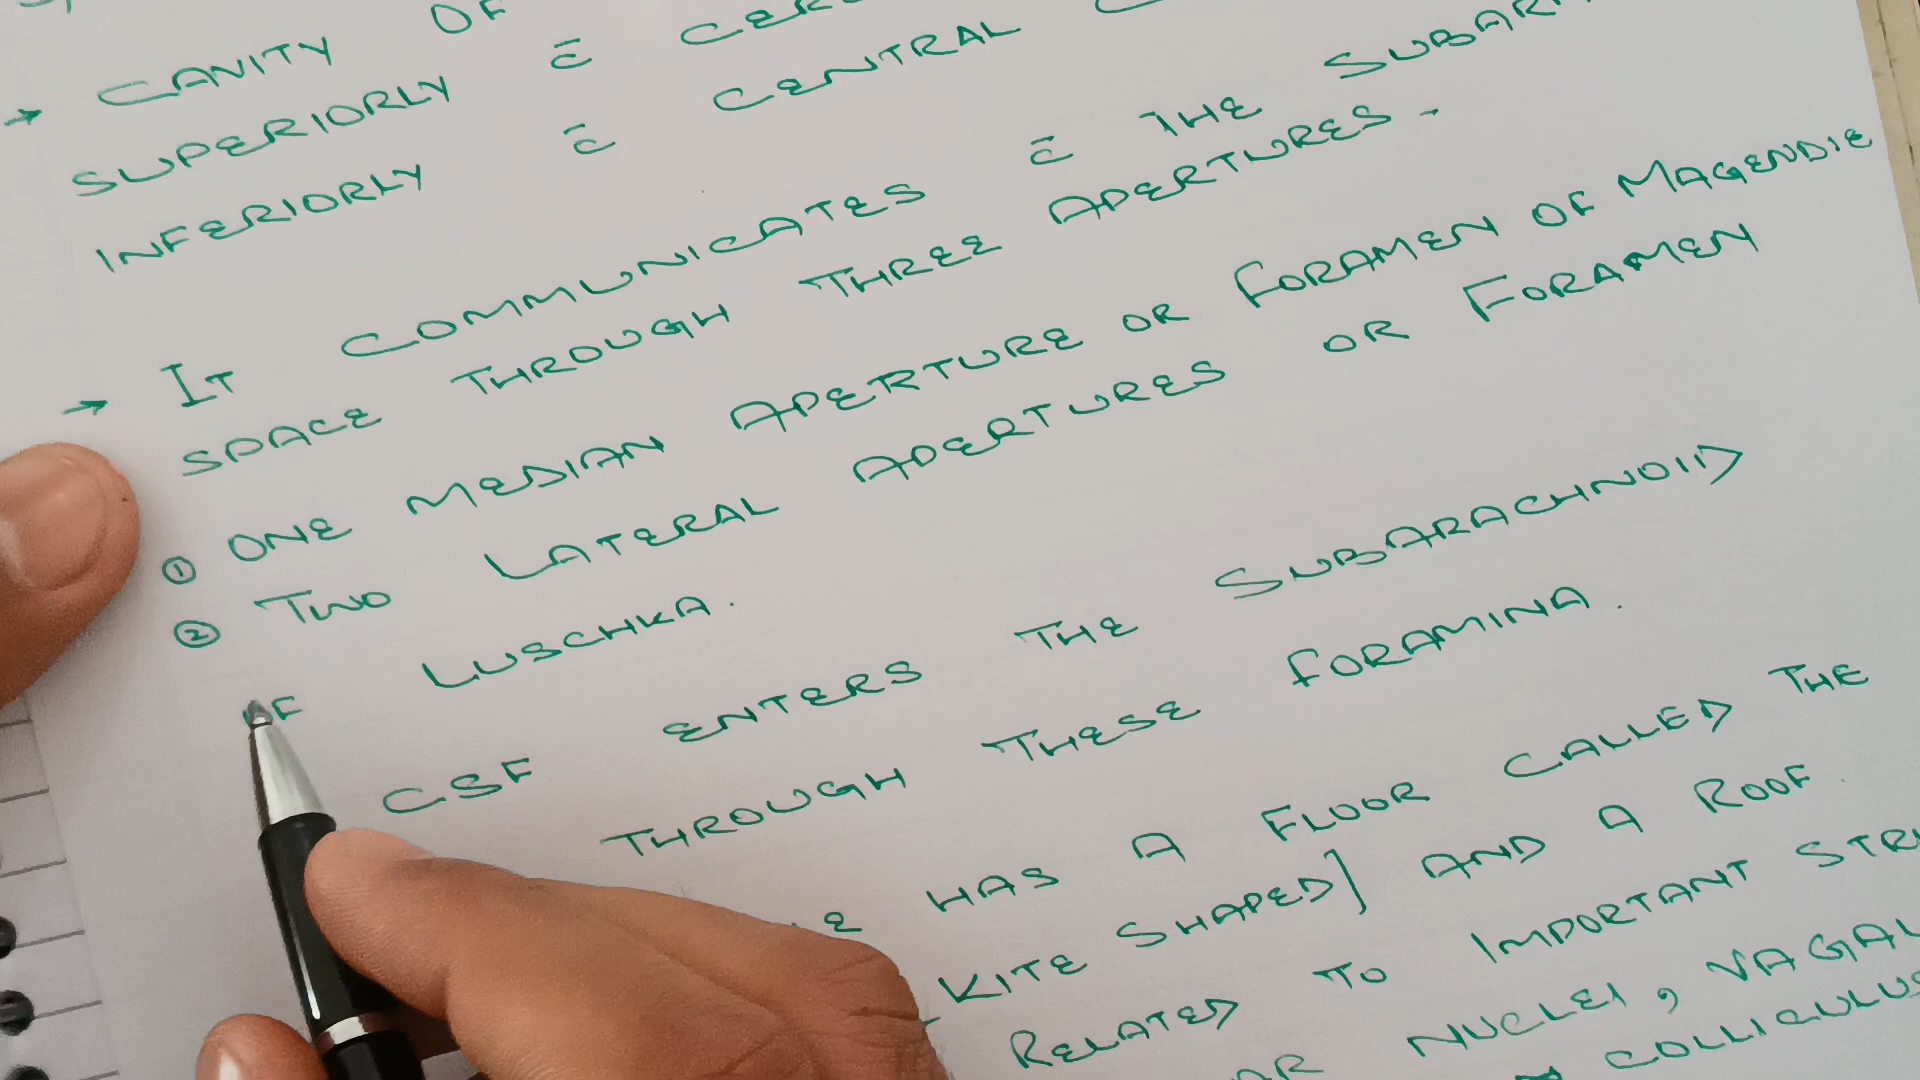 → CAVITY OF
SUPERIORLY c̄
INFERIORLY c̄ CENTRAL
→ IT COMMUNICATES c̄ THE
SPACE THROUGH THREE APERTURES.
① ONE MEDIAN APERTURE OR FORAMEN OF MAGENDIE
② TWO LATERAL APERTURES OR FORAMEN
OF LUSCHKA.
CSF ENTERS THE SUBARACHNOID
THROUGH THESE FORAMINA.
HAS A FLOOR CALLED THE
KITE SHAPED] AND A ROOF.
RELATED TO IMPORTANT
NUCLEI, VAGAL
COLLICULUS